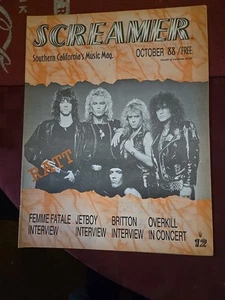 SCREAMER
Southern California's Music Mag.
OCTOBER '88/FREE
RATT
FEMME FATALE JETBOY BRITTON OVERKILL
INTERVIEW INTERVIEW INTERVIEW IN CONCERT
12